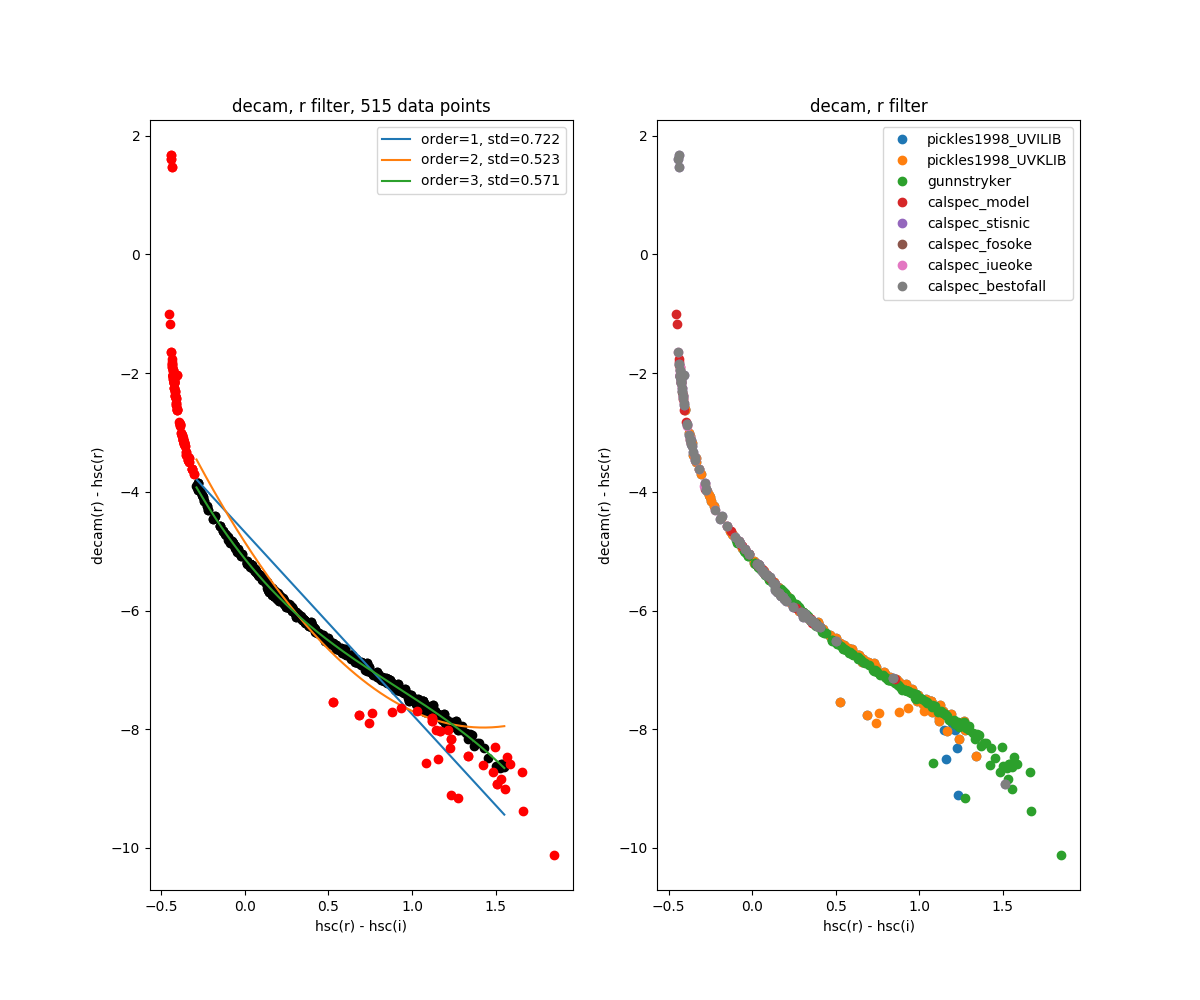 decam, r filter, 515 data points
order=1, std=0.722
order=2, std=0.523
order=3, std=0.571
2
0
−2
−4
−6
−8
−10
decam(r) - hsc(r)
−0.5
0.0
0.5
1.0
1.5
hsc(r) - hsc(i)
decam, r filter
pickles1998_UVILIB
pickles1998_UVKLIB
gunnstryker
calspec_model
calspec_stisnic
calspec_fosoke
calspec_iueoke
calspec_bestofall
2
0
−2
−4
−6
−8
−10
decam(r) - hsc(r)
−0.5
0.0
0.5
1.0
1.5
hsc(r) - hsc(i)